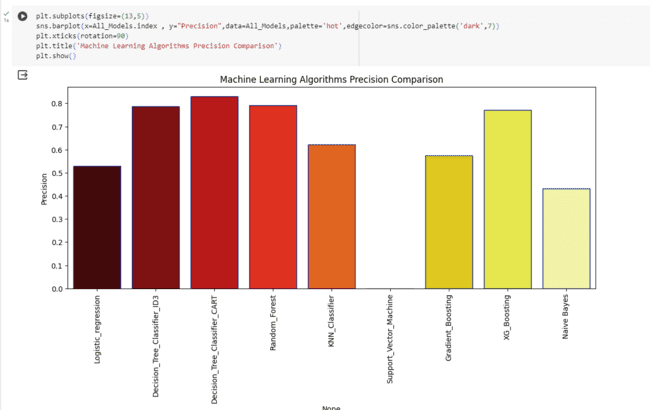 plt.subplots(figsize=(13,5))
sns.barplot(x=All_Models.index , y="Precision",data=All_Models,palette='hot',edgecolor=sns.color_palette('dark',7))
plt.xticks(rotation=90)
plt.title('Machine Learning Algorithms Precision Comparison')
plt.show()
Machine Learning Algorithms Precision Comparison
0.8
0.7
0.6
0.5
0.4
0.3
0.2
0.1
0.0
Precision
Logistic_regression
Decision_Tree_Classifier_ID3
Decision_Tree_Classifier_CART
Random_Forest
KNN_Classifier
Support_Vector_Machine
Gradient_Boosting
XG_Boosting
Naive Bayes
None